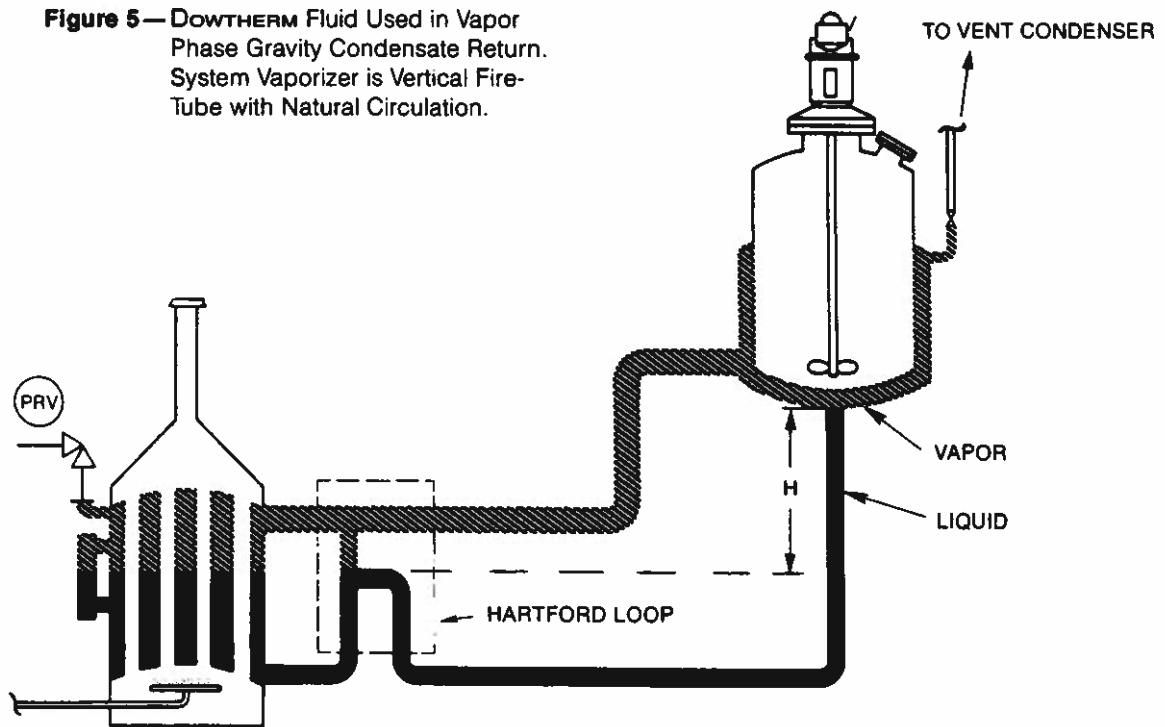 Figure 5—DOWTHERM Fluid Used in Vapor
Phase Gravity Condensate Return.
System Vaporizer is Vertical Fire-
Tube with Natural Circulation.
TO VENT CONDENSER
PRV
VAPOR
H
LIQUID
HARTFORD LOOP